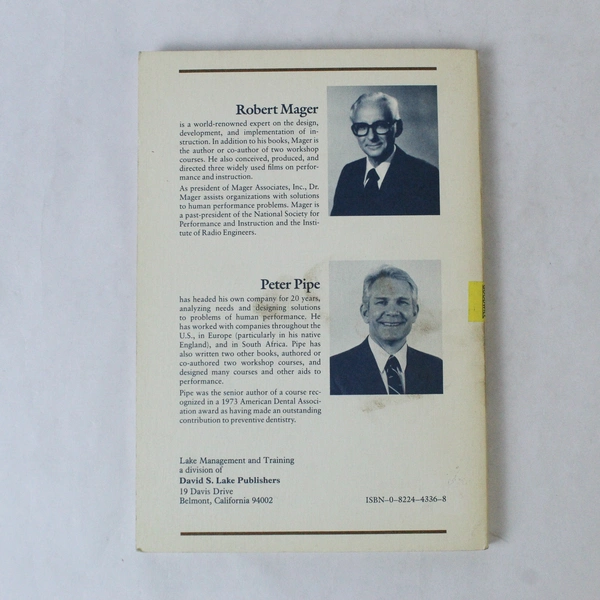 Robert Mager
is a world-renowned expert on the design,
development, and implementation of in-
struction. In addition to his books, Mager is
the author or co-author of two workshop
courses. He also conceived, produced, and
directed three widely used films on perfor-
mance and instruction.
As president of Mager Associates, Inc., Dr.
Mager assists organizations with solutions
to human performance problems. Mager is
a past-president of the National Society for
Performance and Instruction and the Insti-
tute of Radio Engineers.
Peter Pipe
has headed his own company for 20 years,
analyzing needs and designing solutions
to problems of human performance. He
has worked with companies throughout the
U.S., in Europe (particularly in his native
England), and in South Africa. Pipe has
also written two other books, authored or
co-authored two workshop courses, and
designed many courses and other aids to
performance.
Pipe was the senior author of a course rec-
ognized in a 1973 American Dental Associ-
ation award as having made an outstanding
contribution to preventive dentistry.
Lake Management and Training
a division of
David S. Lake Publishers
19 Davis Drive
Belmont, California 94002
ISBN-0-8224-4336-8